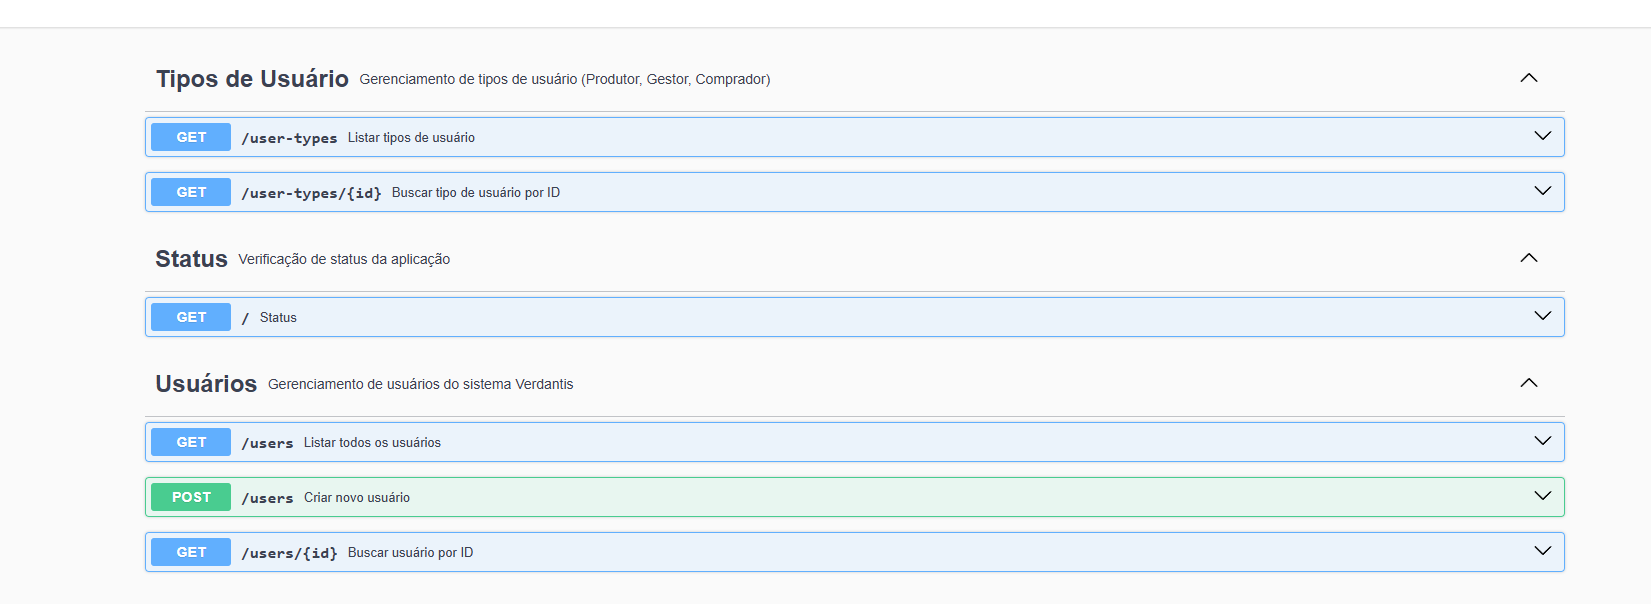 Tipos de Usuário Gerenciamento de tipos de usuário (Produtor, Gestor, Comprador)
GET /user-types Listar tipos de usuário
GET /user-types/{id} Buscar tipo de usuário por ID
Status Verificação de status da aplicação
GET / Status
Usuários Gerenciamento de usuários do sistema Verdantis
GET /users Listar todos os usuários
POST /users Criar novo usuário
GET /users/{id} Buscar usuário por ID